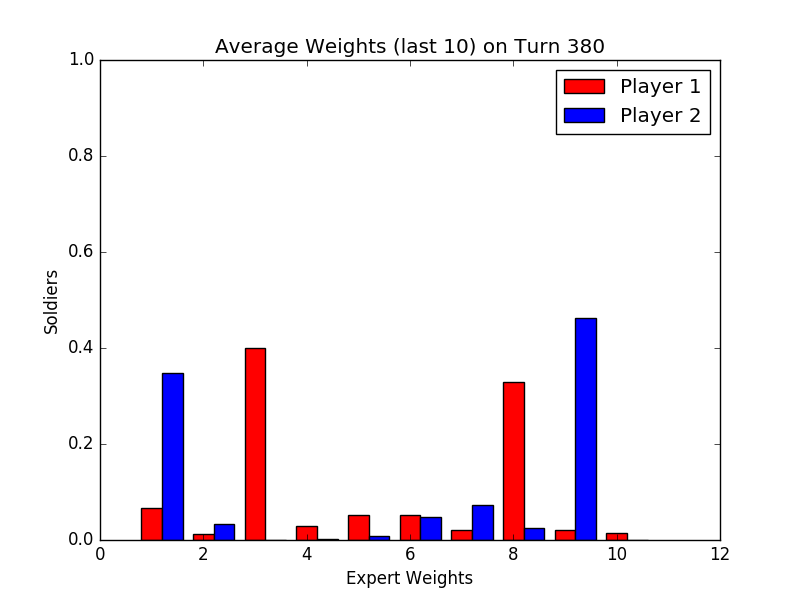 Average Weights (last 10) on Turn 380
Player 1
Player 2
1.0
0.8
0.6
0.4
0.2
0.0
Soldiers
0 2 4 6 8 10 12
Expert Weights